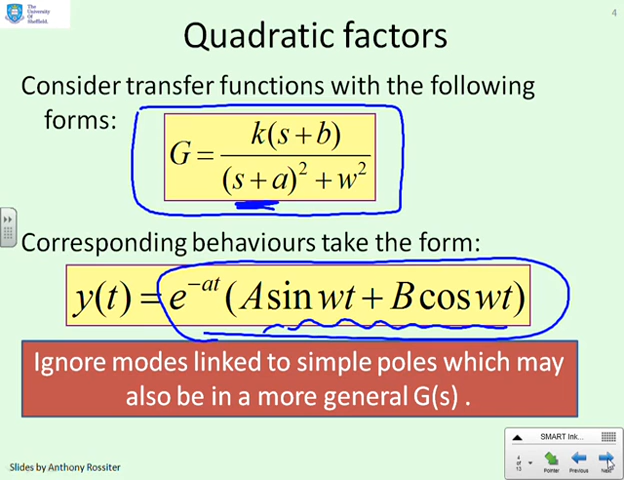 The
University
Of
Sheffield.
4
Quadratic factors
Consider transfer functions with the following
forms:
G = k(s + b) / (s + a)² + w²
Corresponding behaviours take the form:
y(t) = e^{-at} (A sin wt + B cos wt)
Ignore modes linked to simple poles which may
also be in a more general G(s) .
SMART Ink...
4
of
13
Pointer
Previous
Next
Slides by Anthony Rossiter